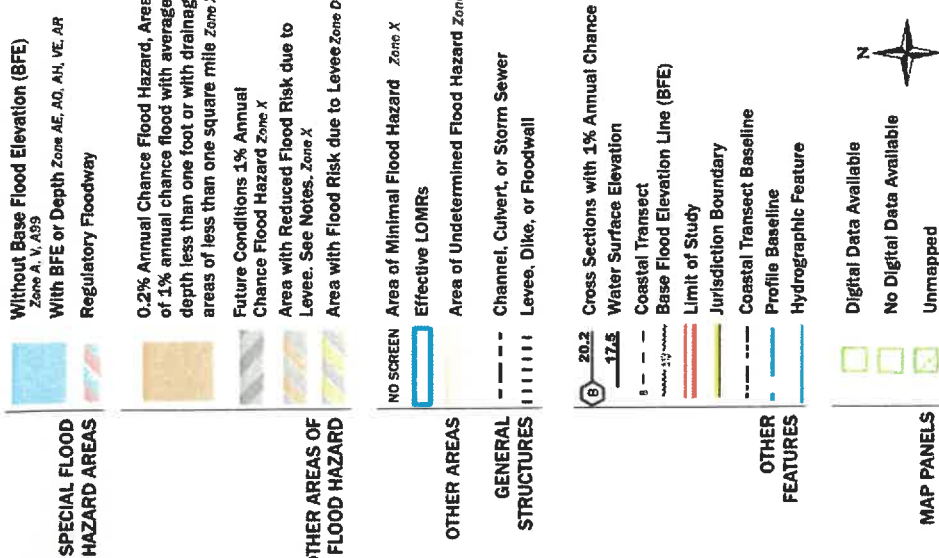 SPECIAL FLOOD
HAZARD AREAS
Without Base Flood Elevation (BFE)
Zone A, V, A99
With BFE or Depth Zone AE, AO, AH, VE, AR
Regulatory Floodway
OTHER AREAS OF
FLOOD HAZARD
0.2% Annual Chance Flood Hazard, Area
of 1% annual chance flood with average
depth less than one foot or with drainag
areas of less than one square mile Zone X
Future Conditions 1% Annual
Chance Flood Hazard Zone X
Area with Reduced Flood Risk due to
Levee. See Notes. Zone X
Area with Flood Risk due to Levee Zone D
OTHER AREAS
NO SCREEN Area of Minimal Flood Hazard Zone X
Effective LOMRs
Area of Undetermined Flood Hazard Zone
GENERAL
STRUCTURES
Channel, Culvert, or Storm Sewer
Levee, Dike, or Floodwall
OTHER
FEATURES
B 20.2 Cross Sections with 1% Annual Chance
17.5 Water Surface Elevation
8 Coastal Transect
Base Flood Elevation Line (BFE)
Limit of Study
Jurisdiction Boundary
Coastal Transect Baseline
Profile Baseline
Hydrographic Feature
MAP PANELS
Digital Data Available
No Digital Data Available
Unmapped
N